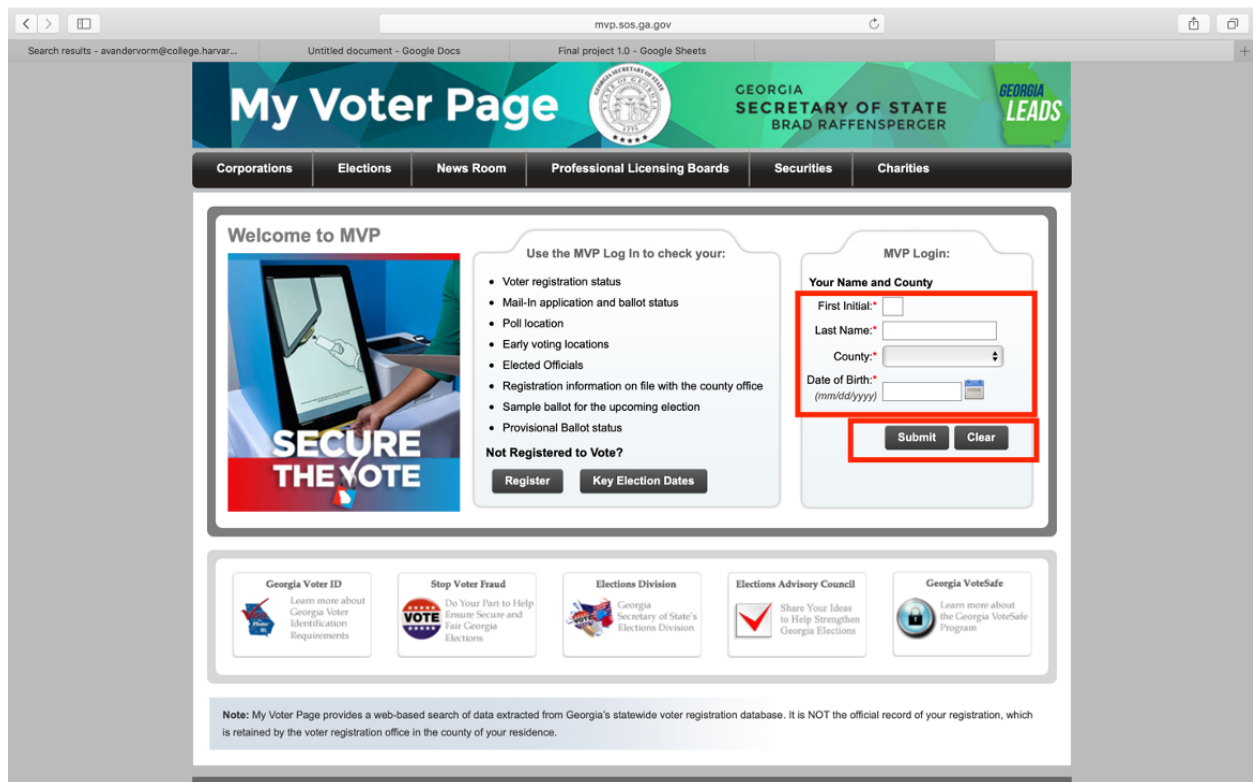 mvp.sos.ga.gov
Search results - avandervorm@college.harvar...
Untitled document - Google Docs
Final project 1.0 - Google Sheets
My Voter Page
GEORGIA
SECRETARY OF STATE
BRAD RAFFENSPERGER
GEORGIA
LEADS
Corporations
Elections
News Room
Professional Licensing Boards
Securities
Charities
Welcome to MVP
SECURE
THE VOTE
Use the MVP Log In to check your:
• Voter registration status
• Mail-In application and ballot status
• Poll location
• Early voting locations
• Elected Officials
• Registration information on file with the county office
• Sample ballot for the upcoming election
• Provisional Ballot status
Not Registered to Vote?
Register
Key Election Dates
MVP Login:
Your Name and County
First Initial:*
Last Name:*
County:*
Date of Birth:*
(mm/dd/yyyy)
Submit
Clear
Georgia Voter ID
Learn more about
Georgia Voter
Identification
Requirements
Stop Voter Fraud
VOTE
Do Your Part to Help
Ensure Secure and
Fair Georgia
Elections
Elections Division
Georgia
Secretary of State's
Elections Division
Elections Advisory Council
Share Your Ideas
to Help Strengthen
Georgia Elections
Georgia VoteSafe
Learn more about
the Georgia VoteSafe
Program
Note: My Voter Page provides a web-based search of data extracted from Georgia's statewide voter registration database. It is NOT the official record of your registration, which
is retained by the voter registration office in the county of your residence.